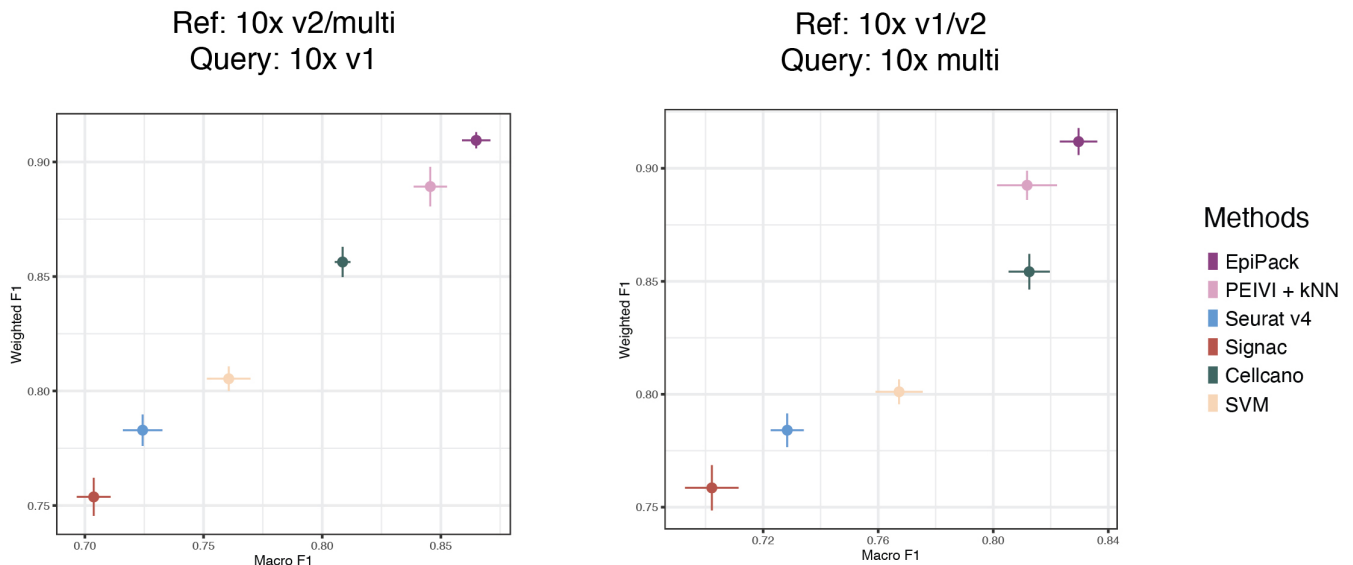 Ref: 10x v2/multi
Query: 10x v1
0.90
0.85
0.80
0.75
Weighted F1
0.70
0.75
0.80
0.85
Macro F1
Ref: 10x v1/v2
Query: 10x multi
0.90
0.85
0.80
0.75
Weighted F1
0.72
0.76
0.80
0.84
Macro F1
Methods
EpiPack
PEIVI + kNN
Seurat v4
Signac
Cellcano
SVM